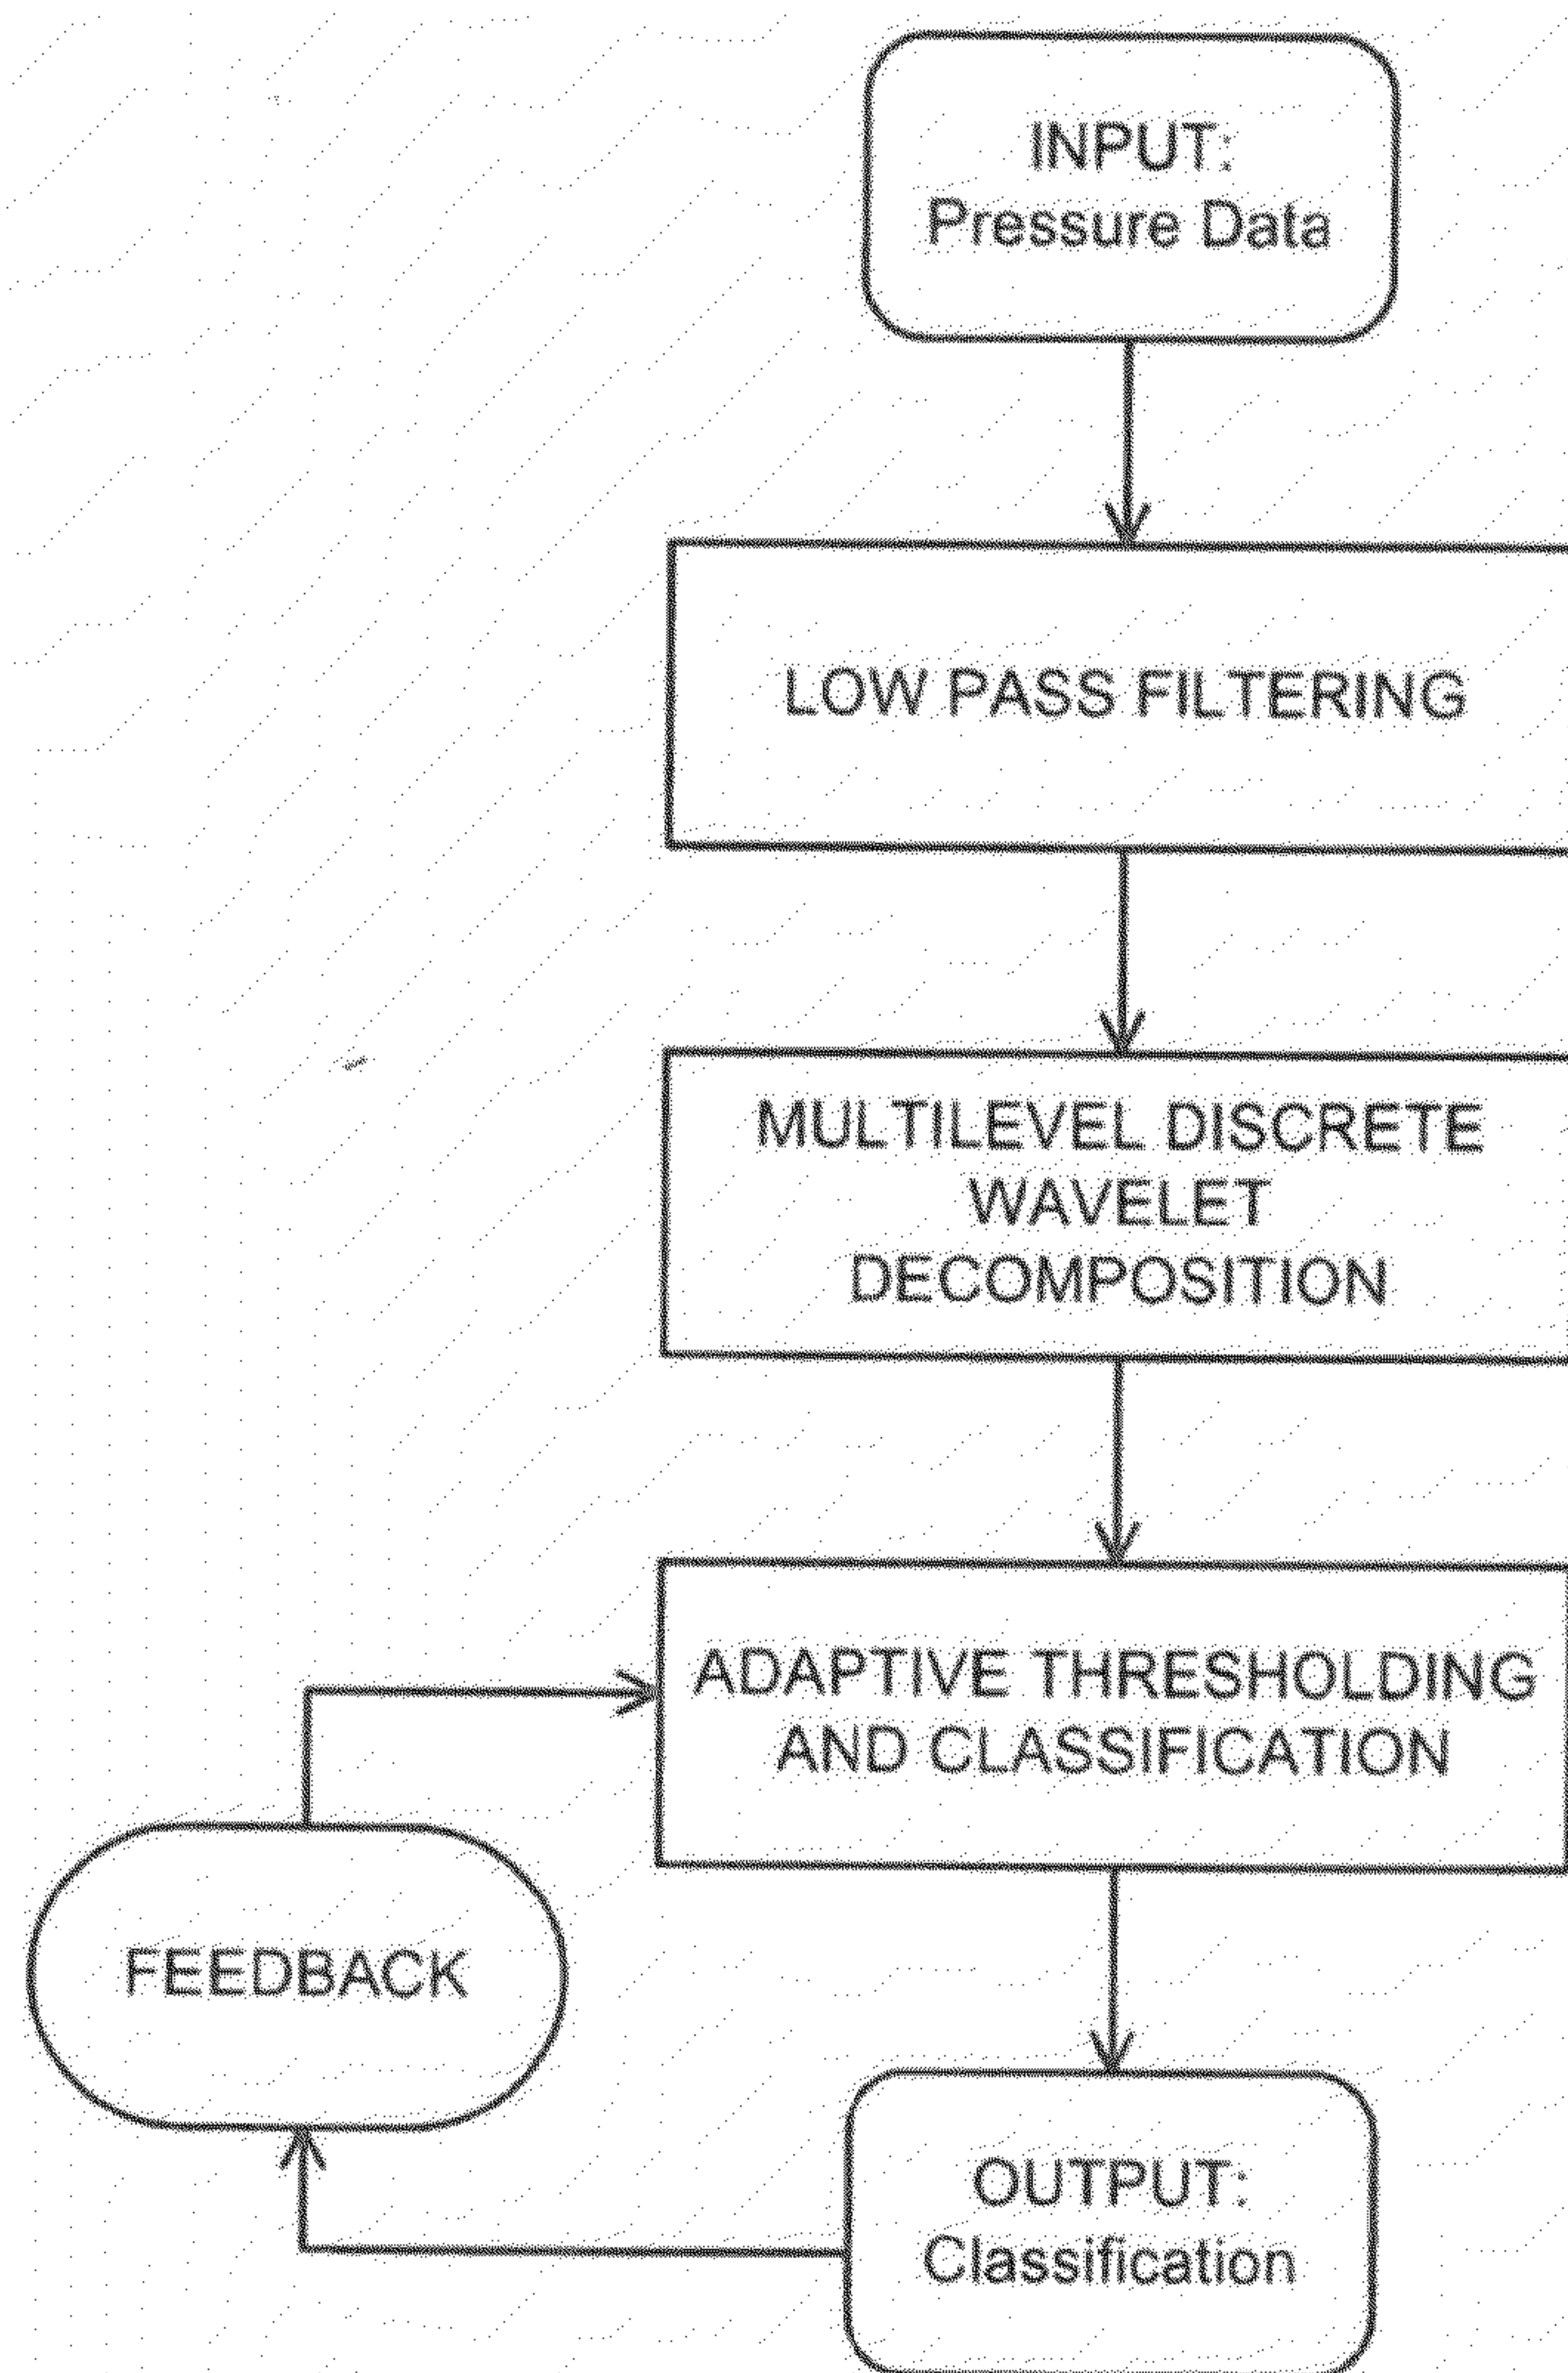 INPUT:
Pressure Data
LOW PASS FILTERING
MULTILEVEL DISCRETE
WAVELET
DECOMPOSITION
ADAPTIVE THRESHOLDING
AND CLASSIFICATION
FEEDBACK
OUTPUT:
Classification